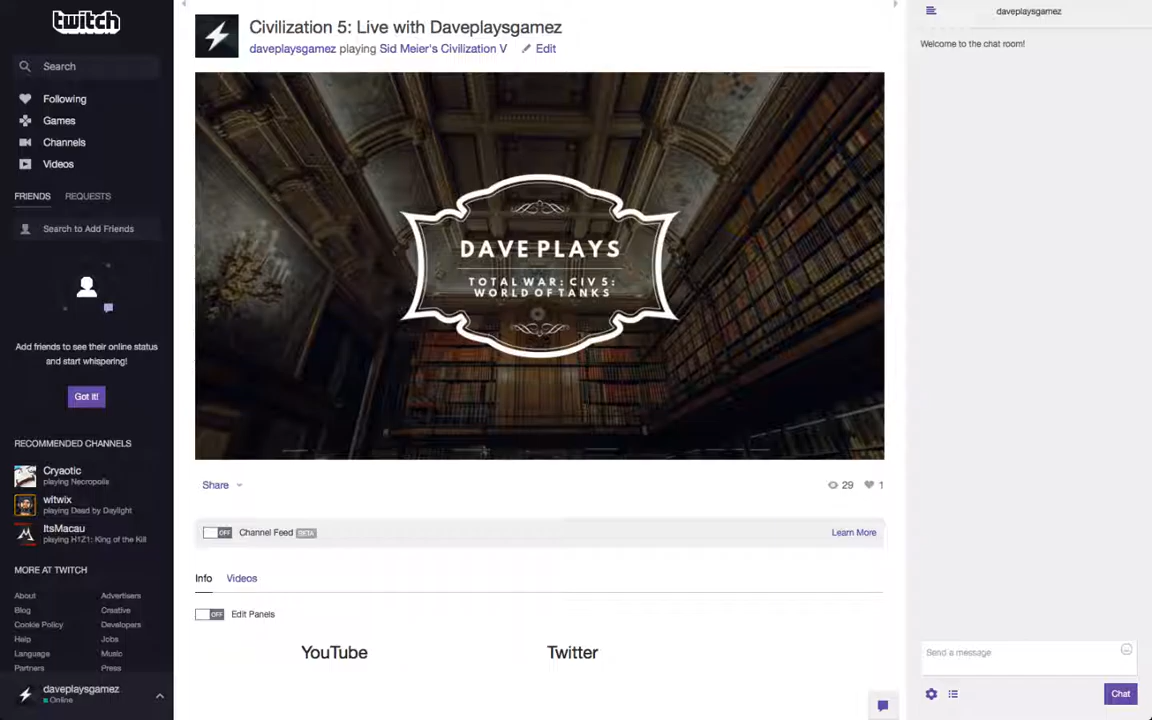 twitch
Search
Following
Games
Channels
Videos
FRIENDS REQUESTS
Search to Add Friends
Add friends to see their online status
and start whispering!
Got it!
RECOMMENDED CHANNELS
Cryaotic
playing Necropolis
witwix
playing Dead by Daylight
ItsMacau
playing H1Z1: King of the Kill
MORE AT TWITCH
About Advertisers
Blog Creative
Cookie Policy Developers
Help Jobs
Language Music
Partners Press
daveplaysgamez
Online
Civilization 5: Live with Daveplaysgamez
daveplaysgamez playing Sid Meier's Civilization V Edit
DAVE PLAYS
TOTAL WAR: CIV 5:
WORLD OF TANKS
Share 29 1
OFF Channel Feed BETA Learn More
Info Videos
OFF Edit Panels
YouTube Twitter
daveplaysgamez
Welcome to the chat room!
Send a message
Chat